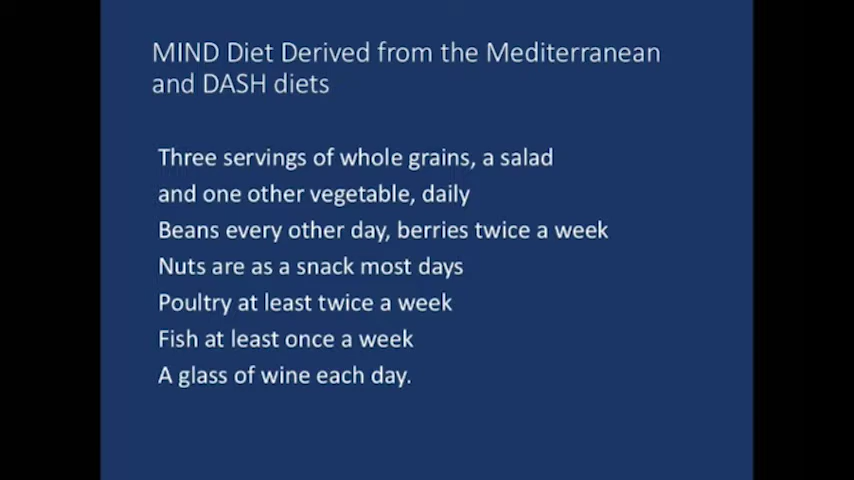 MIND Diet Derived from the Mediterranean
and DASH diets
Three servings of whole grains, a salad
and one other vegetable, daily
Beans every other day, berries twice a week
Nuts are as a snack most days
Poultry at least twice a week
Fish at least once a week
A glass of wine each day.